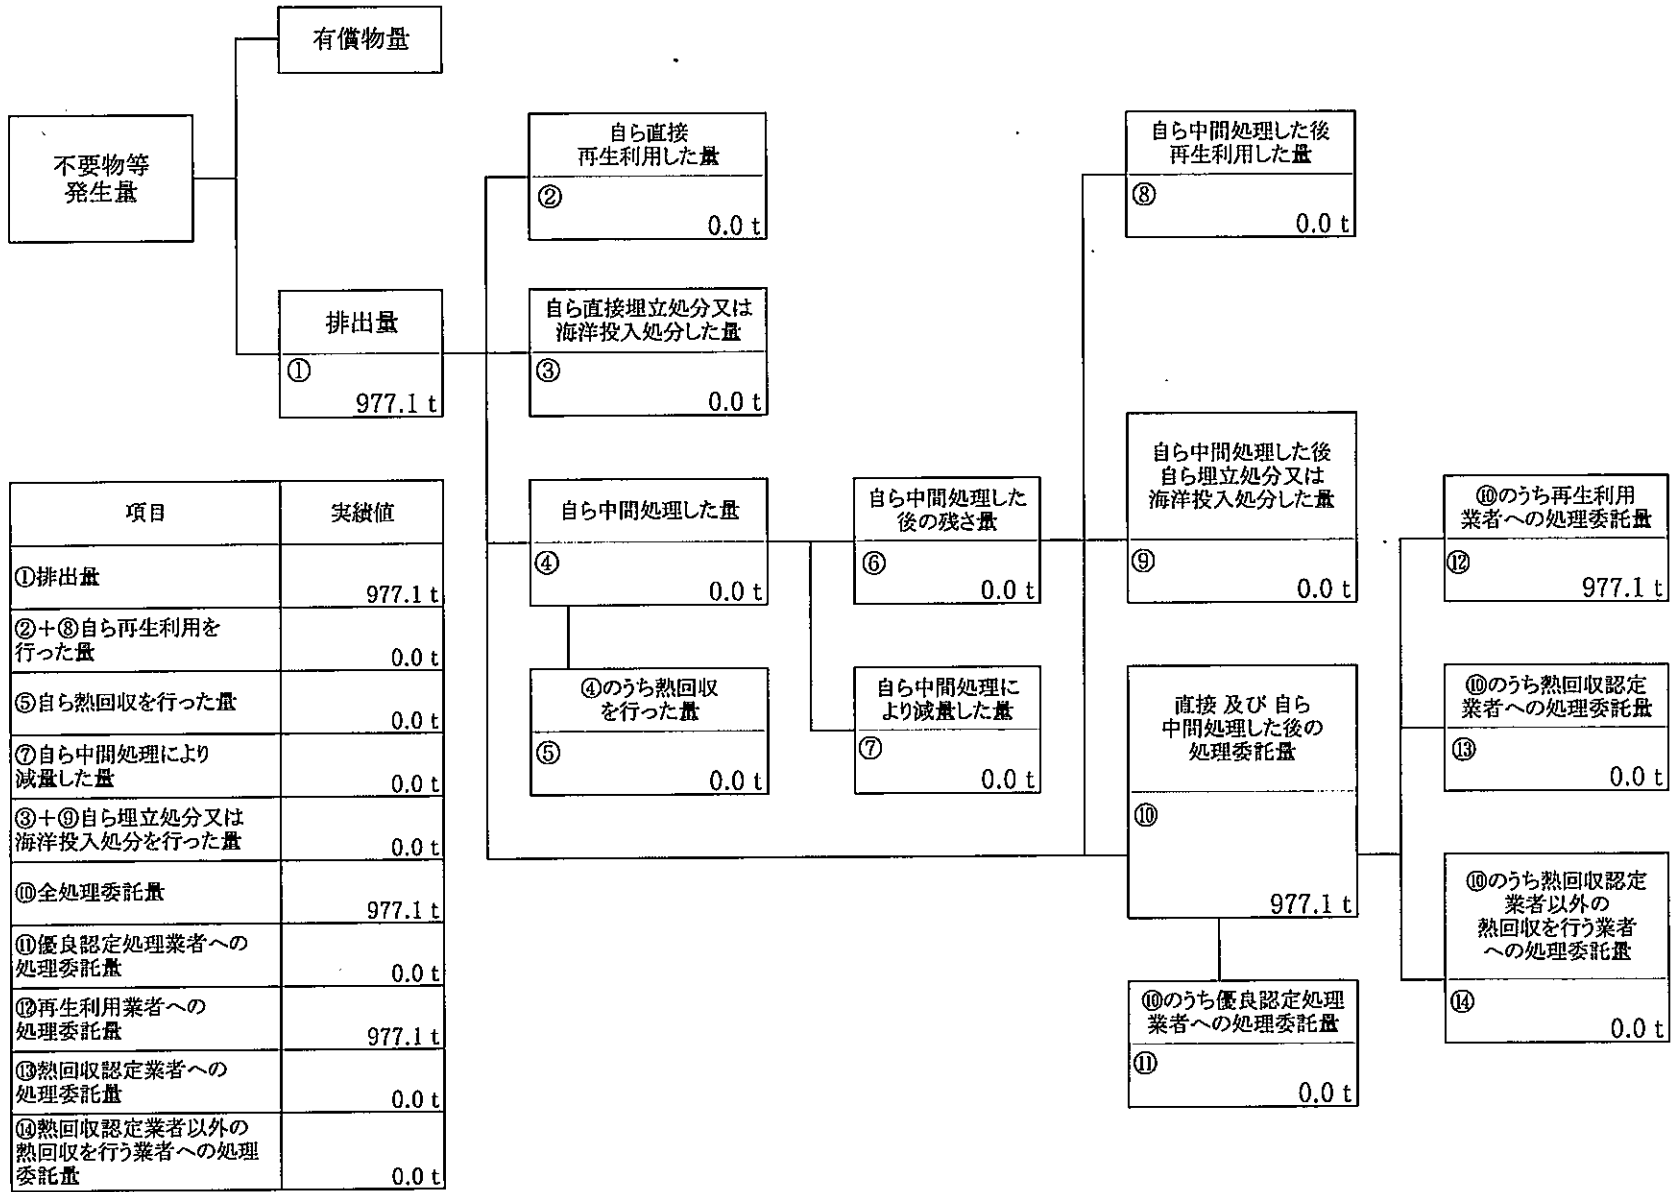 有償物量
不要物等
発生量
排出量
①
977.1 t
自ら直接
再生利用した量
②
0.0 t
自ら直接埋立処分又は
海洋投入処分した量
③
0.0 t
自ら中間処理した量
④
0.0 t
④のうち熱回収
を行った量
⑤
0.0 t
自ら中間処理した
後の残さ量
⑥
0.0 t
自ら中間処理に
より減量した量
⑦
0.0 t
自ら中間処理した後
再生利用した量
⑧
0.0 t
自ら中間処理した後
自ら埋立処分又は
海洋投入処分した量
⑨
0.0 t
直接 及び 自ら
中間処理した後の
処理委託量
⑩
977.1 t
⑩のうち優良認定処理
業者への処理委託量
⑪
0.0 t
⑩のうち再生利用
業者への処理委託量
⑫
977.1 t
⑩のうち熱回収認定
業者への処理委託量
⑬
0.0 t
⑩のうち熱回収認定
業者以外の
熱回収を行う業者
への処理委託量
⑭
0.0 t
項目 実績値
①排出量
977.1 t
②+⑧自ら再生利用を
行った量
0.0 t
⑤自ら熱回収を行った量
0.0 t
⑦自ら中間処理により
減量した量
0.0 t
③+⑨自ら埋立処分又は
海洋投入処分を行った量
0.0 t
⑩全処理委託量
977.1 t
⑪優良認定処理業者への
処理委託量
0.0 t
⑫再生利用業者への
処理委託量
977.1 t
⑬熱回収認定業者への
処理委託量
0.0 t
⑭熱回収認定業者以外の
熱回収を行う業者への処理
委託量
0.0 t